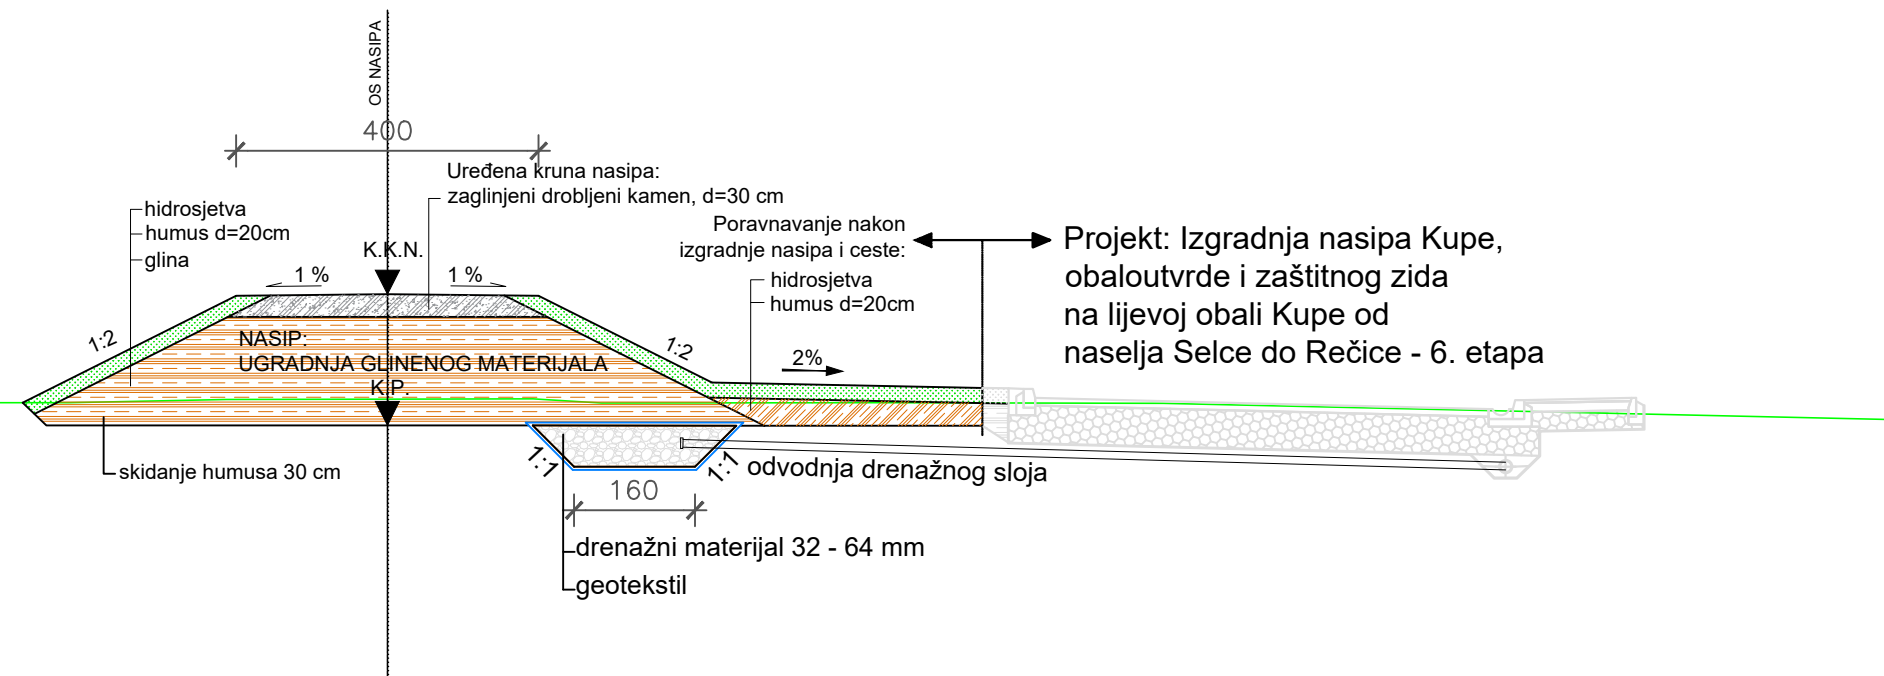 OS NASIPA
400
Uređena kruna nasipa:
zaglinjeni drobljeni kamen, d=30 cm
hidrosjetva
humus d=20cm
glina
K.K.N.
1 %
1 %
Poravnavanje nakon
izgradnje nasipa i ceste:
hidrosjetva
humus d=20cm
Projekt: Izgradnja nasipa Kupe,
obaloutvrde i zaštitnog zida
na lijevoj obali Kupe od
naselja Selce do Rečice - 6. etapa
1:2
NASIP:
UGRADNJA GLINENOG MATERIJALA
K.P.
1:2
2%
skidanje humusa 30 cm
1:1
1:1
odvodnja drenažnog sloja
160
drenažni materijal 32 - 64 mm
geotekstil